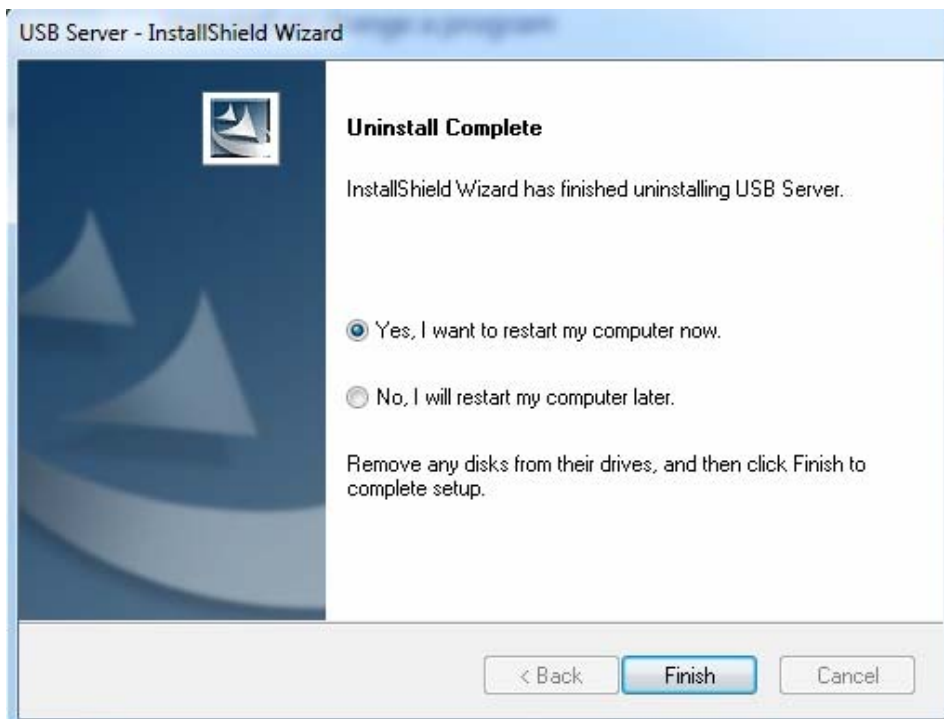 USB Server - InstallShield Wizard
change a program
Uninstall Complete
InstallShield Wizard has finished uninstalling USB Server.
Yes, I want to restart my computer now.
No, I will restart my computer later.
Remove any disks from their drives, and then click Finish to
complete setup.
< Back
Finish
Cancel